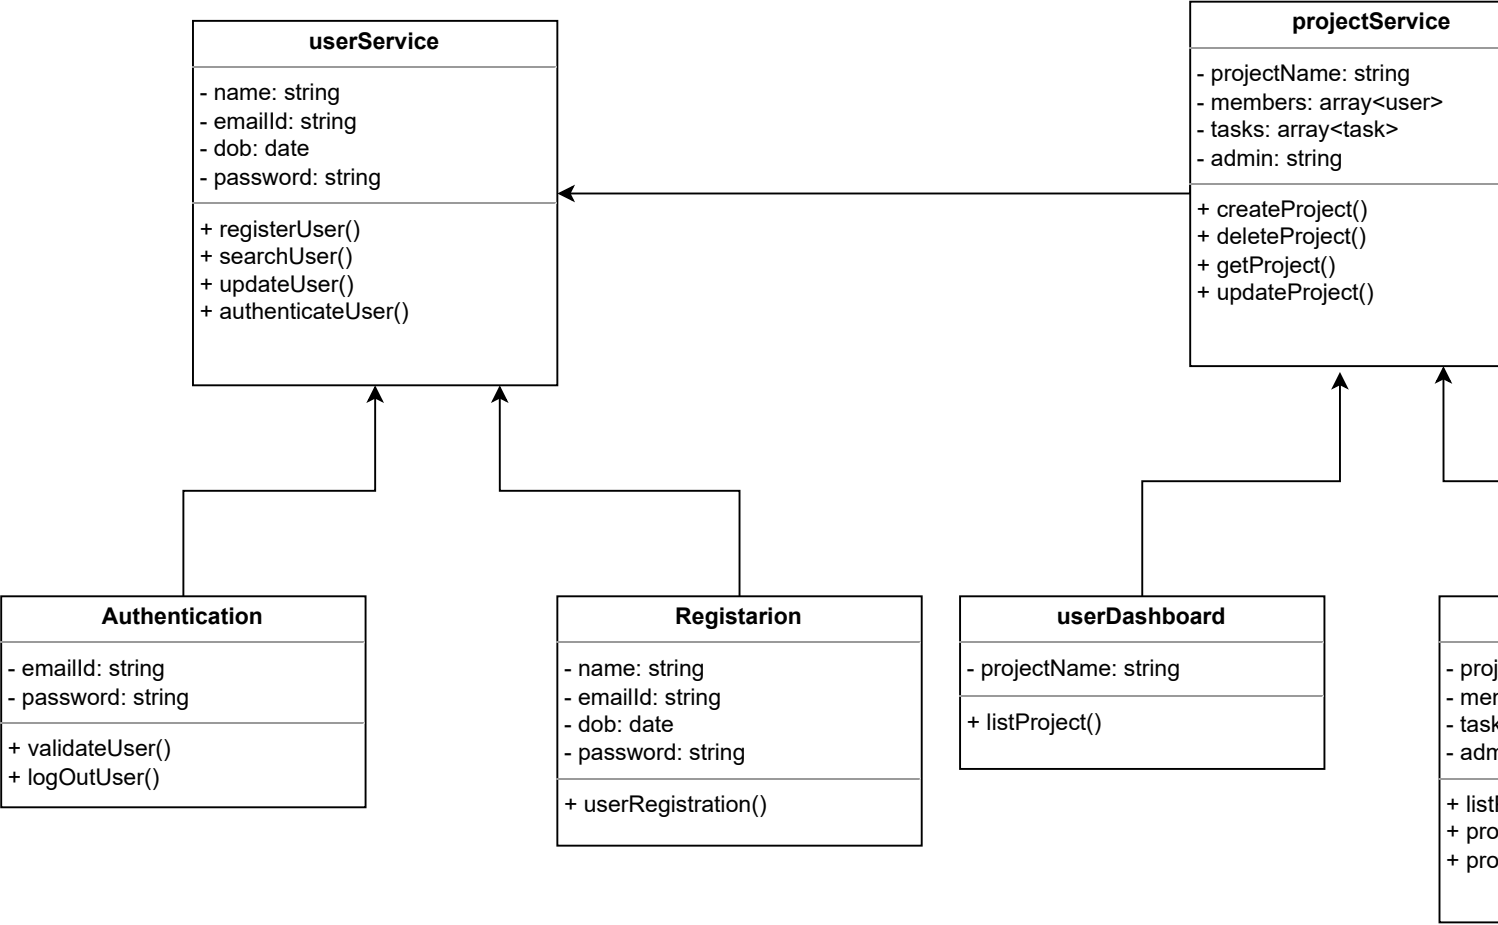 userService
- name: string
- emailId: string
- dob: date
- password: string
+ registerUser()
+ searchUser()
+ updateUser()
+ authenticateUser()
projectService
- projectName: string
- members: array<user>
- tasks: array<task>
- admin: string
+ createProject()
+ deleteProject()
+ getProject()
+ updateProject()
Authentication
- emailId: string
- password: string
+ validateUser()
+ logOutUser()
Registarion
- name: string
- emailId: string
- dob: date
- password: string
+ userRegistration()
userDashboard
- projectName: string
+ listProject()